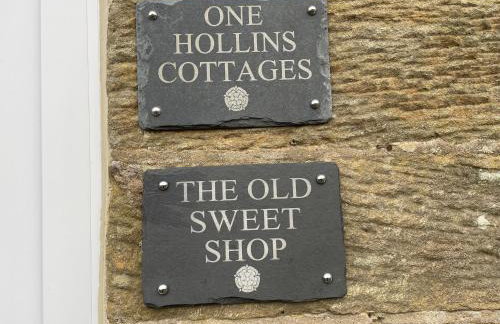 ONE
HOLLINS
COTTAGES
THE OLD
SWEET
SHOP